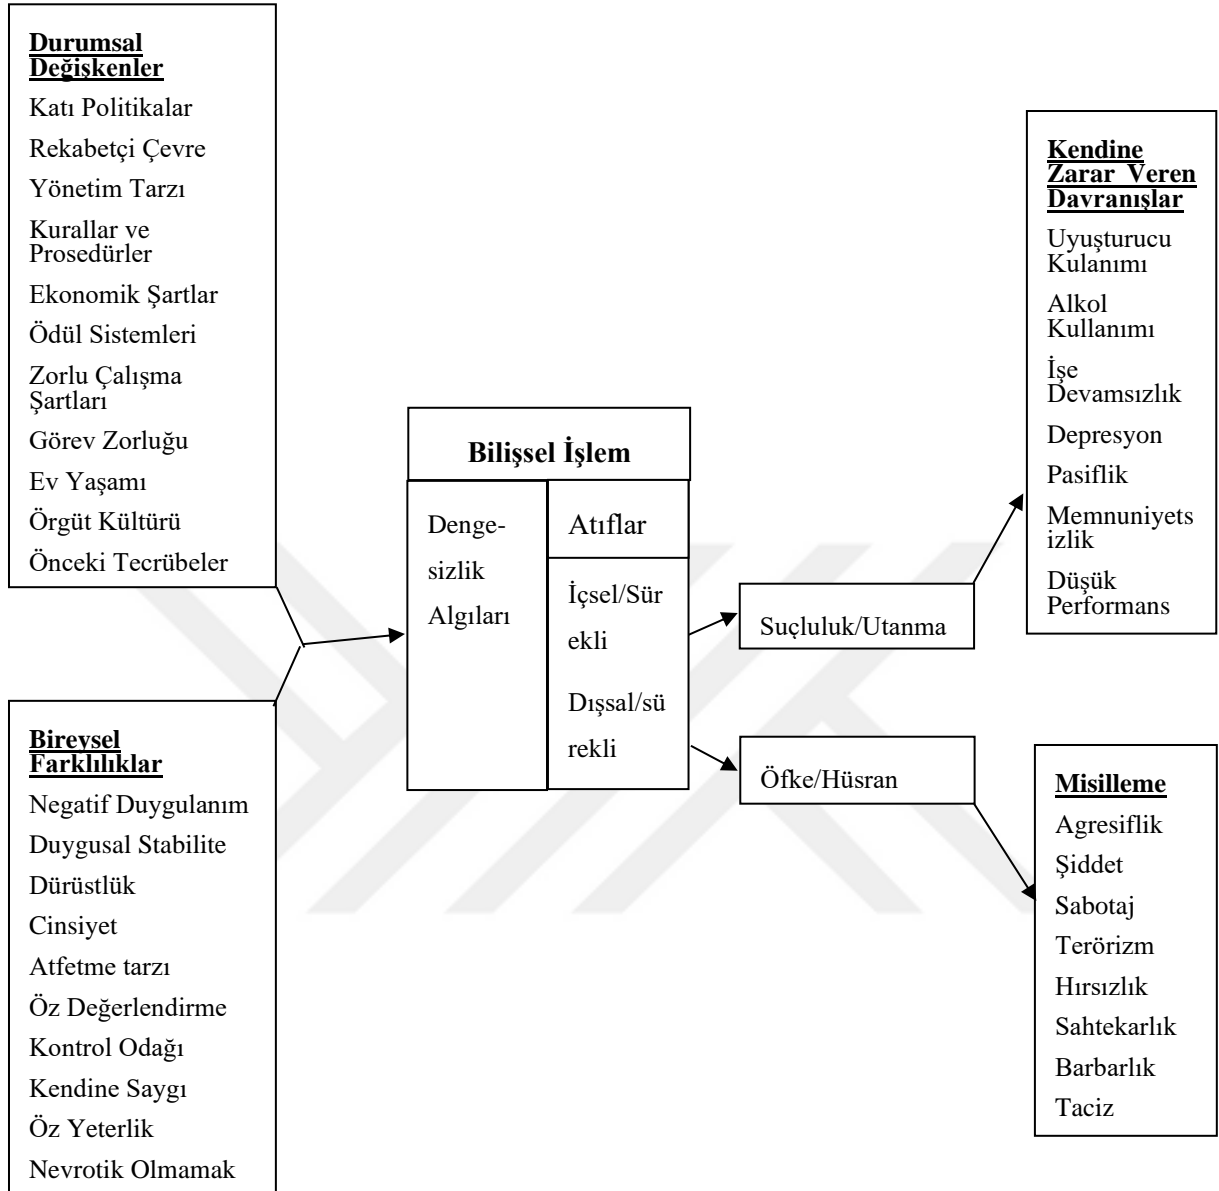 Durumsal
Değişkenler
Katı Politikalar
Rekabetçi Çevre
Yönetim Tarzı
Kurallar ve
Prosedürler
Ekonomik Şartlar
Ödül Sistemleri
Zorlu Çalışma
Şartları
Görev Zorluğu
Ev Yaşamı
Örgüt Kültürü
Önceki Tecrübeler
Bireysel
Farklılıklar
Negatif Duygulanım
Duygusal Stabilite
Dürüstlük
Cinsiyet
Atfetme tarzı
Öz Değerlendirme
Kontrol Odağı
Kendine Saygı
Öz Yeterlik
Nevrotik Olmamak
Bilişsel İşlem
Denge-
sizlik
Algıları
Atıflar
İçsel/Sür
ekli
Dışsal/sü
rekli
Suçluluk/Utanma
Öfke/Hüsran
Kendine
Zarar Veren
Davranışlar
Uyuşturucu
Kulanımı
Alkol
Kullanımı
İşe
Devamsızlık
Depresyon
Pasiflik
Memnuniyets
izlik
Düşük
Performans
Misilleme
Agresiflik
Şiddet
Sabotaj
Terörizm
Hırsızlık
Sahtekarlık
Barbarlık
Taciz